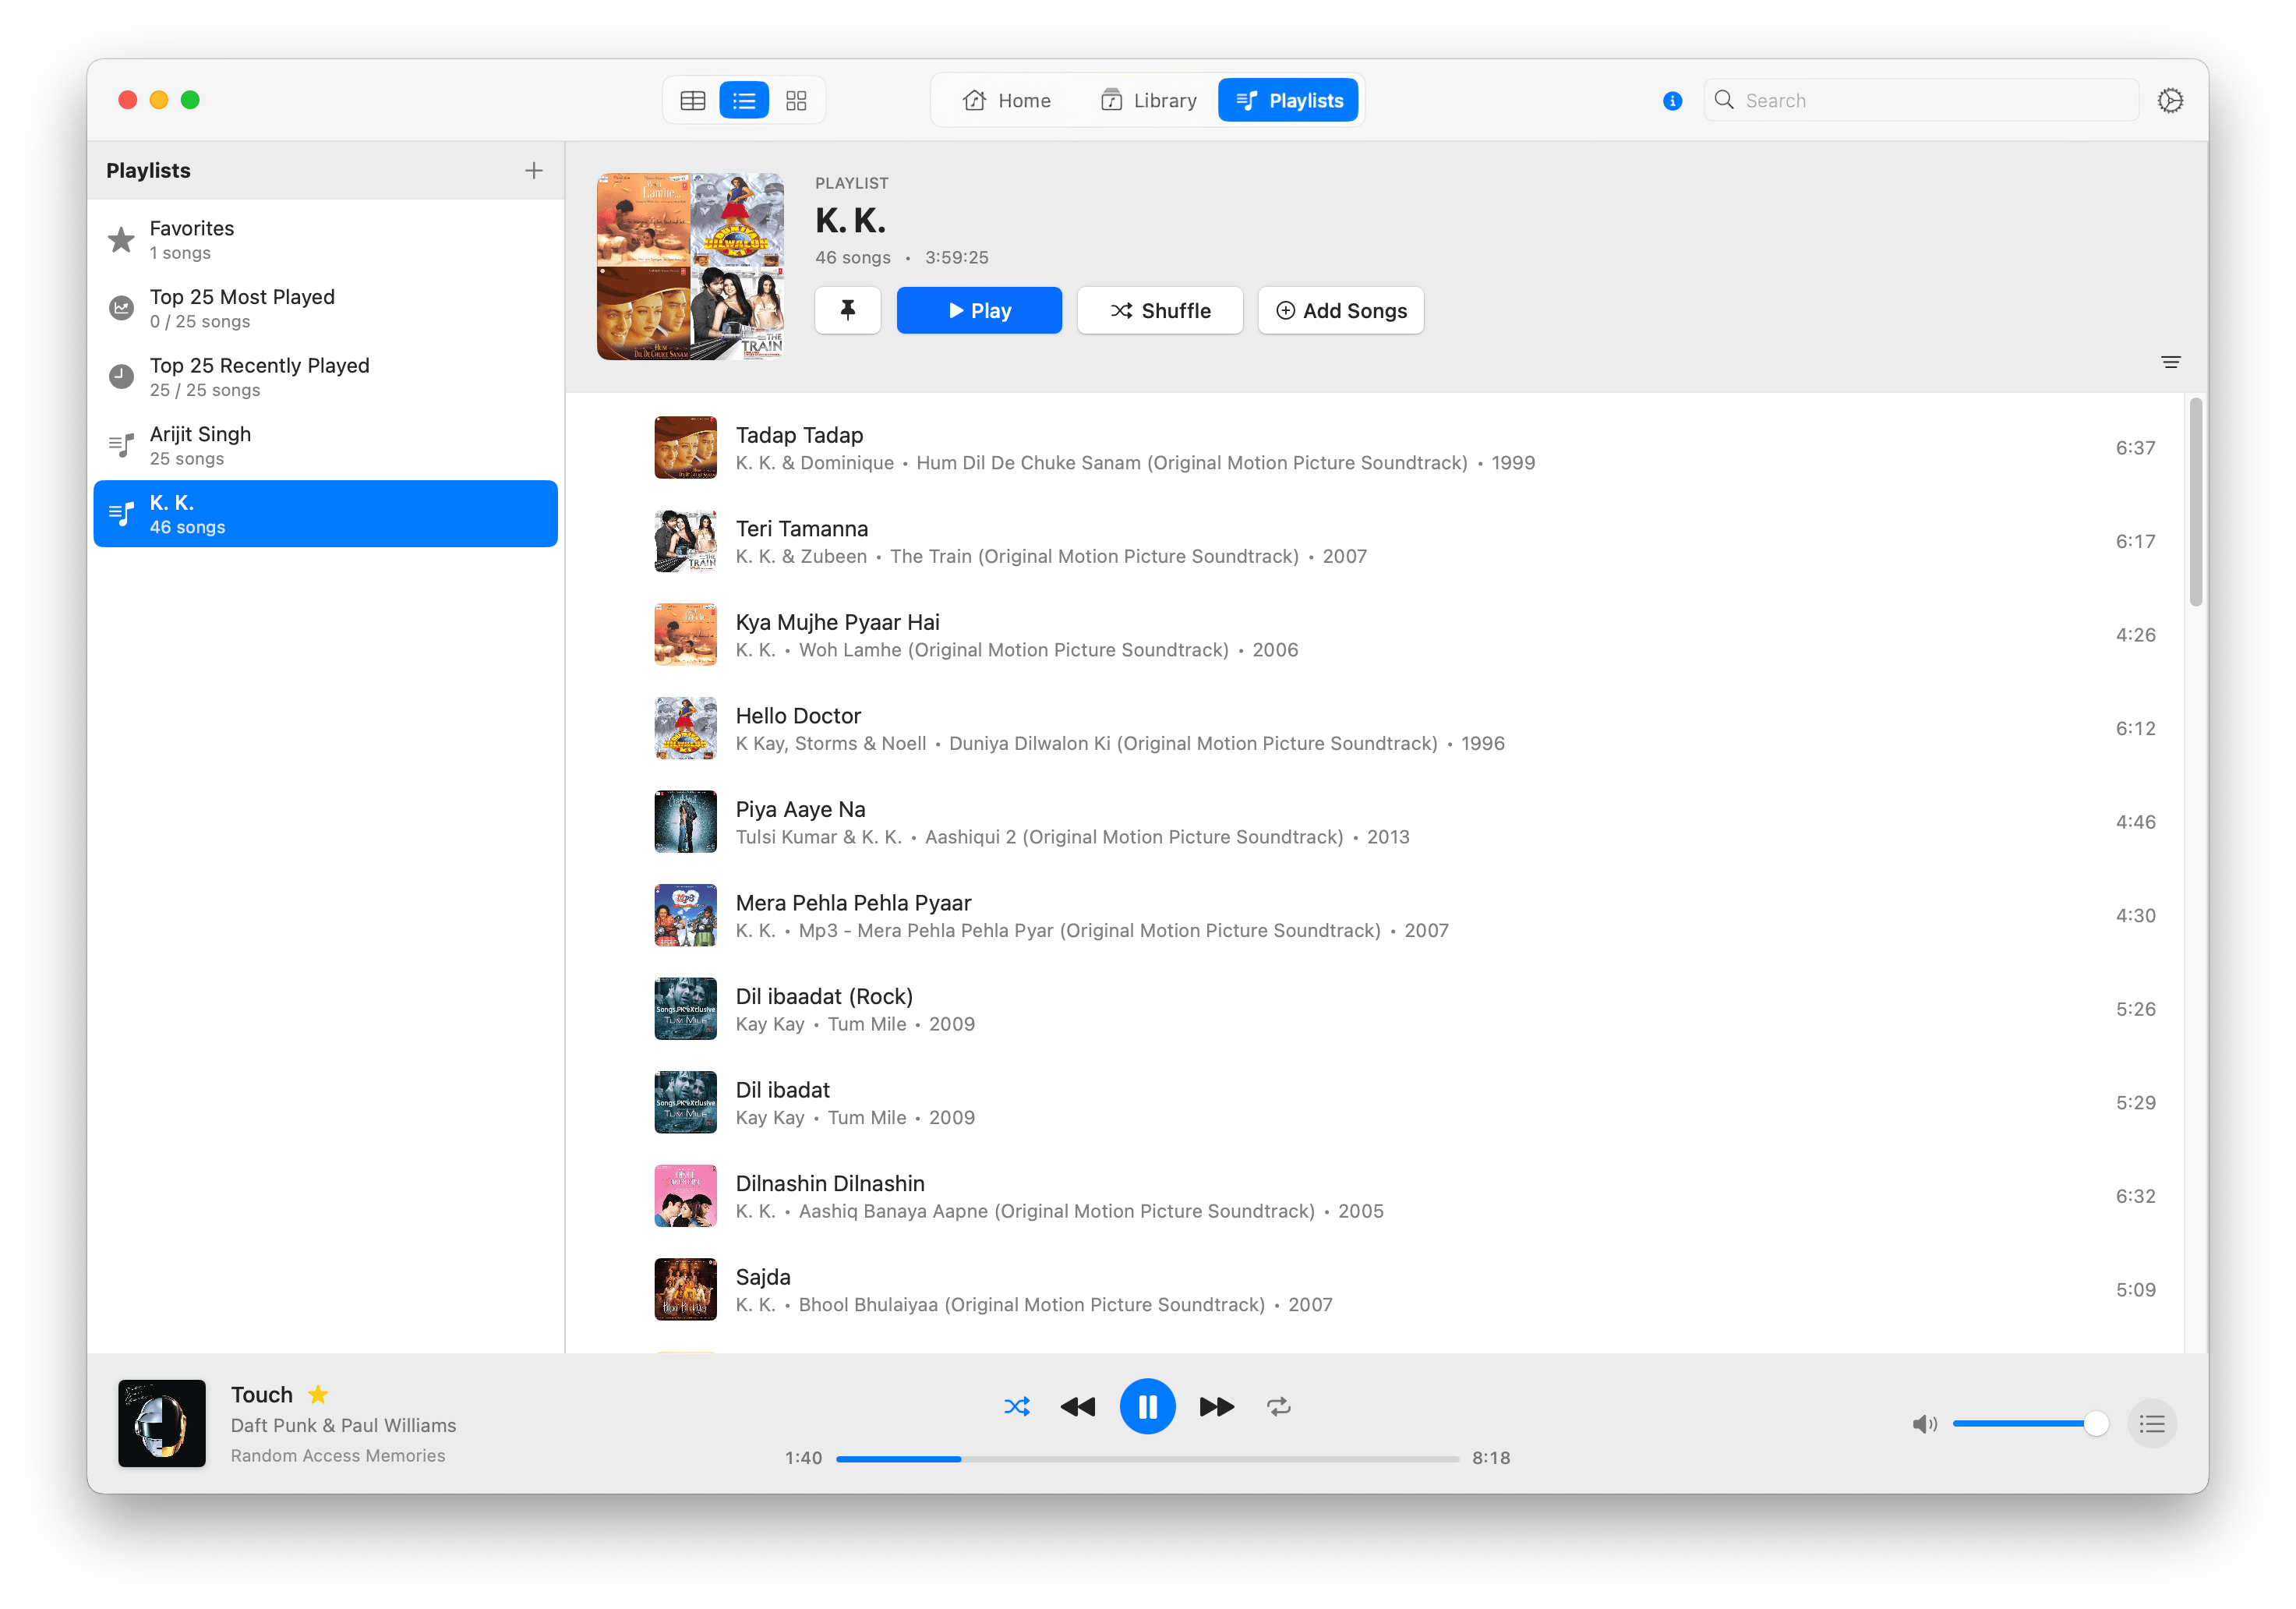 Home
Library
Playlists
Search
Playlists
Favorites
1 songs
Top 25 Most Played
0 / 25 songs
Top 25 Recently Played
25 / 25 songs
Arijit Singh
25 songs
K. K.
46 songs
PLAYLIST
K. K.
46 songs • 3:59:25
Play
Shuffle
Add Songs
Tadap Tadap
K. K. & Dominique • Hum Dil De Chuke Sanam (Original Motion Picture Soundtrack) • 1999
6:37
Teri Tamanna
K. K. & Zubeen • The Train (Original Motion Picture Soundtrack) • 2007
6:17
Kya Mujhe Pyaar Hai
K. K. • Woh Lamhe (Original Motion Picture Soundtrack) • 2006
4:26
Hello Doctor
K Kay, Storms & Noell • Duniya Dilwalon Ki (Original Motion Picture Soundtrack) • 1996
6:12
Piya Aaye Na
Tulsi Kumar & K. K. • Aashiqui 2 (Original Motion Picture Soundtrack) • 2013
4:46
Mera Pehla Pehla Pyaar
K. K. • Mp3 - Mera Pehla Pehla Pyar (Original Motion Picture Soundtrack) • 2007
4:30
Dil ibaadat (Rock)
Kay Kay • Tum Mile • 2009
5:26
Dil ibadat
Kay Kay • Tum Mile • 2009
5:29
Dilnashin Dilnashin
K. K. • Aashiq Banaya Aapne (Original Motion Picture Soundtrack) • 2005
6:32
Sajda
K. K. • Bhool Bhulaiyaa (Original Motion Picture Soundtrack) • 2007
5:09
Touch
Daft Punk & Paul Williams
Random Access Memories
1:40
8:18